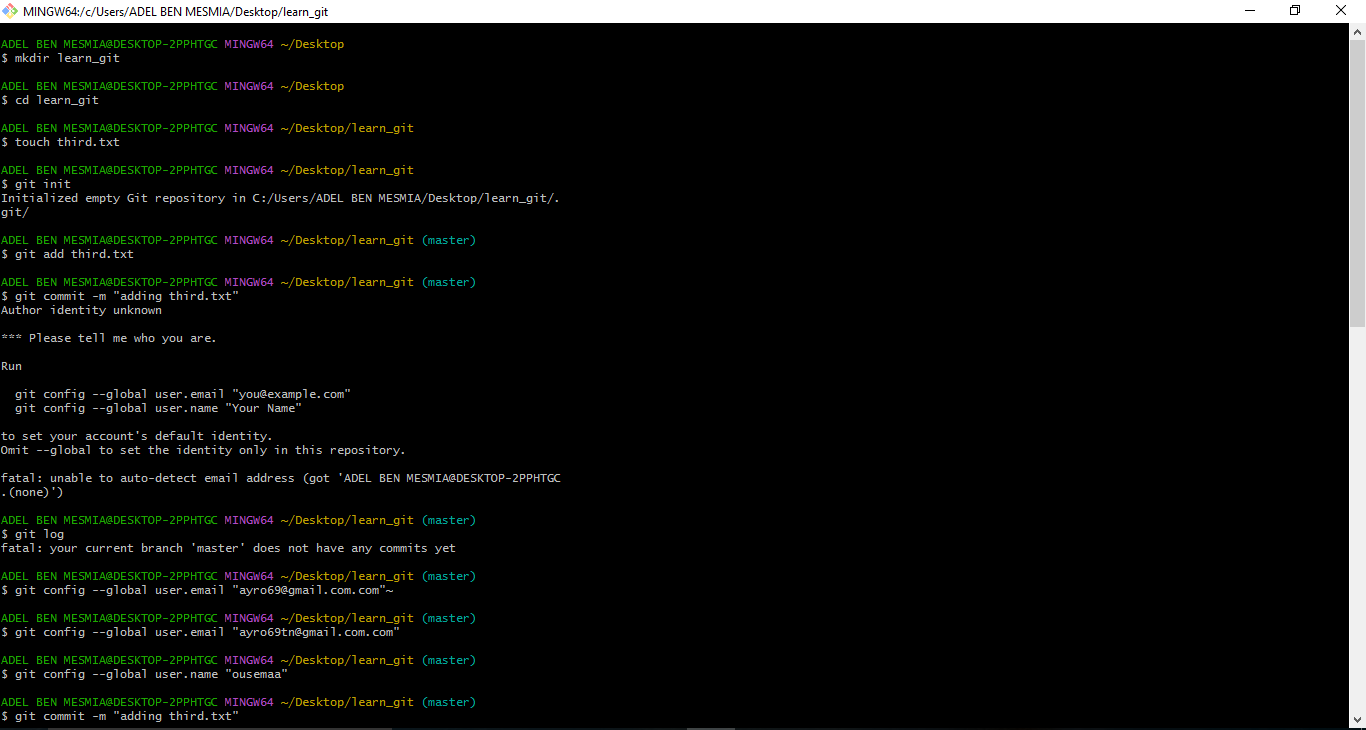 MINGW64:/c/Users/ADEL BEN MESMIA/Desktop/learn_git
ADEL BEN MESMIA@DESKTOP-2PPHTGC MINGW64 ~/Desktop
$ mkdir learn_git
ADEL BEN MESMIA@DESKTOP-2PPHTGC MINGW64 ~/Desktop
$ cd learn_git
ADEL BEN MESMIA@DESKTOP-2PPHTGC MINGW64 ~/Desktop/learn_git
$ touch third.txt
ADEL BEN MESMIA@DESKTOP-2PPHTGC MINGW64 ~/Desktop/learn_git
$ git init
Initialized empty Git repository in C:/Users/ADEL BEN MESMIA/Desktop/learn_git/.
git/
ADEL BEN MESMIA@DESKTOP-2PPHTGC MINGW64 ~/Desktop/learn_git (master)
$ git add third.txt
ADEL BEN MESMIA@DESKTOP-2PPHTGC MINGW64 ~/Desktop/learn_git (master)
$ git commit -m "adding third.txt"
Author identity unknown
*** Please tell me who you are.
Run
git config --global user.email "you@example.com"
git config --global user.name "Your Name"
to set your account's default identity.
Omit --global to set the identity only in this repository.
fatal: unable to auto-detect email address (got 'ADEL BEN MESMIA@DESKTOP-2PPHTGC
.(none)')
ADEL BEN MESMIA@DESKTOP-2PPHTGC MINGW64 ~/Desktop/learn_git (master)
$ git log
fatal: your current branch 'master' does not have any commits yet
ADEL BEN MESMIA@DESKTOP-2PPHTGC MINGW64 ~/Desktop/learn_git (master)
$ git config --global user.email "ayro69@gmail.com.com"~
ADEL BEN MESMIA@DESKTOP-2PPHTGC MINGW64 ~/Desktop/learn_git (master)
$ git config --global user.email "ayro69tn@gmail.com.com"
ADEL BEN MESMIA@DESKTOP-2PPHTGC MINGW64 ~/Desktop/learn_git (master)
$ git config --global user.name "ousemaa"
ADEL BEN MESMIA@DESKTOP-2PPHTGC MINGW64 ~/Desktop/learn_git (master)
$ git commit -m "adding third.txt"